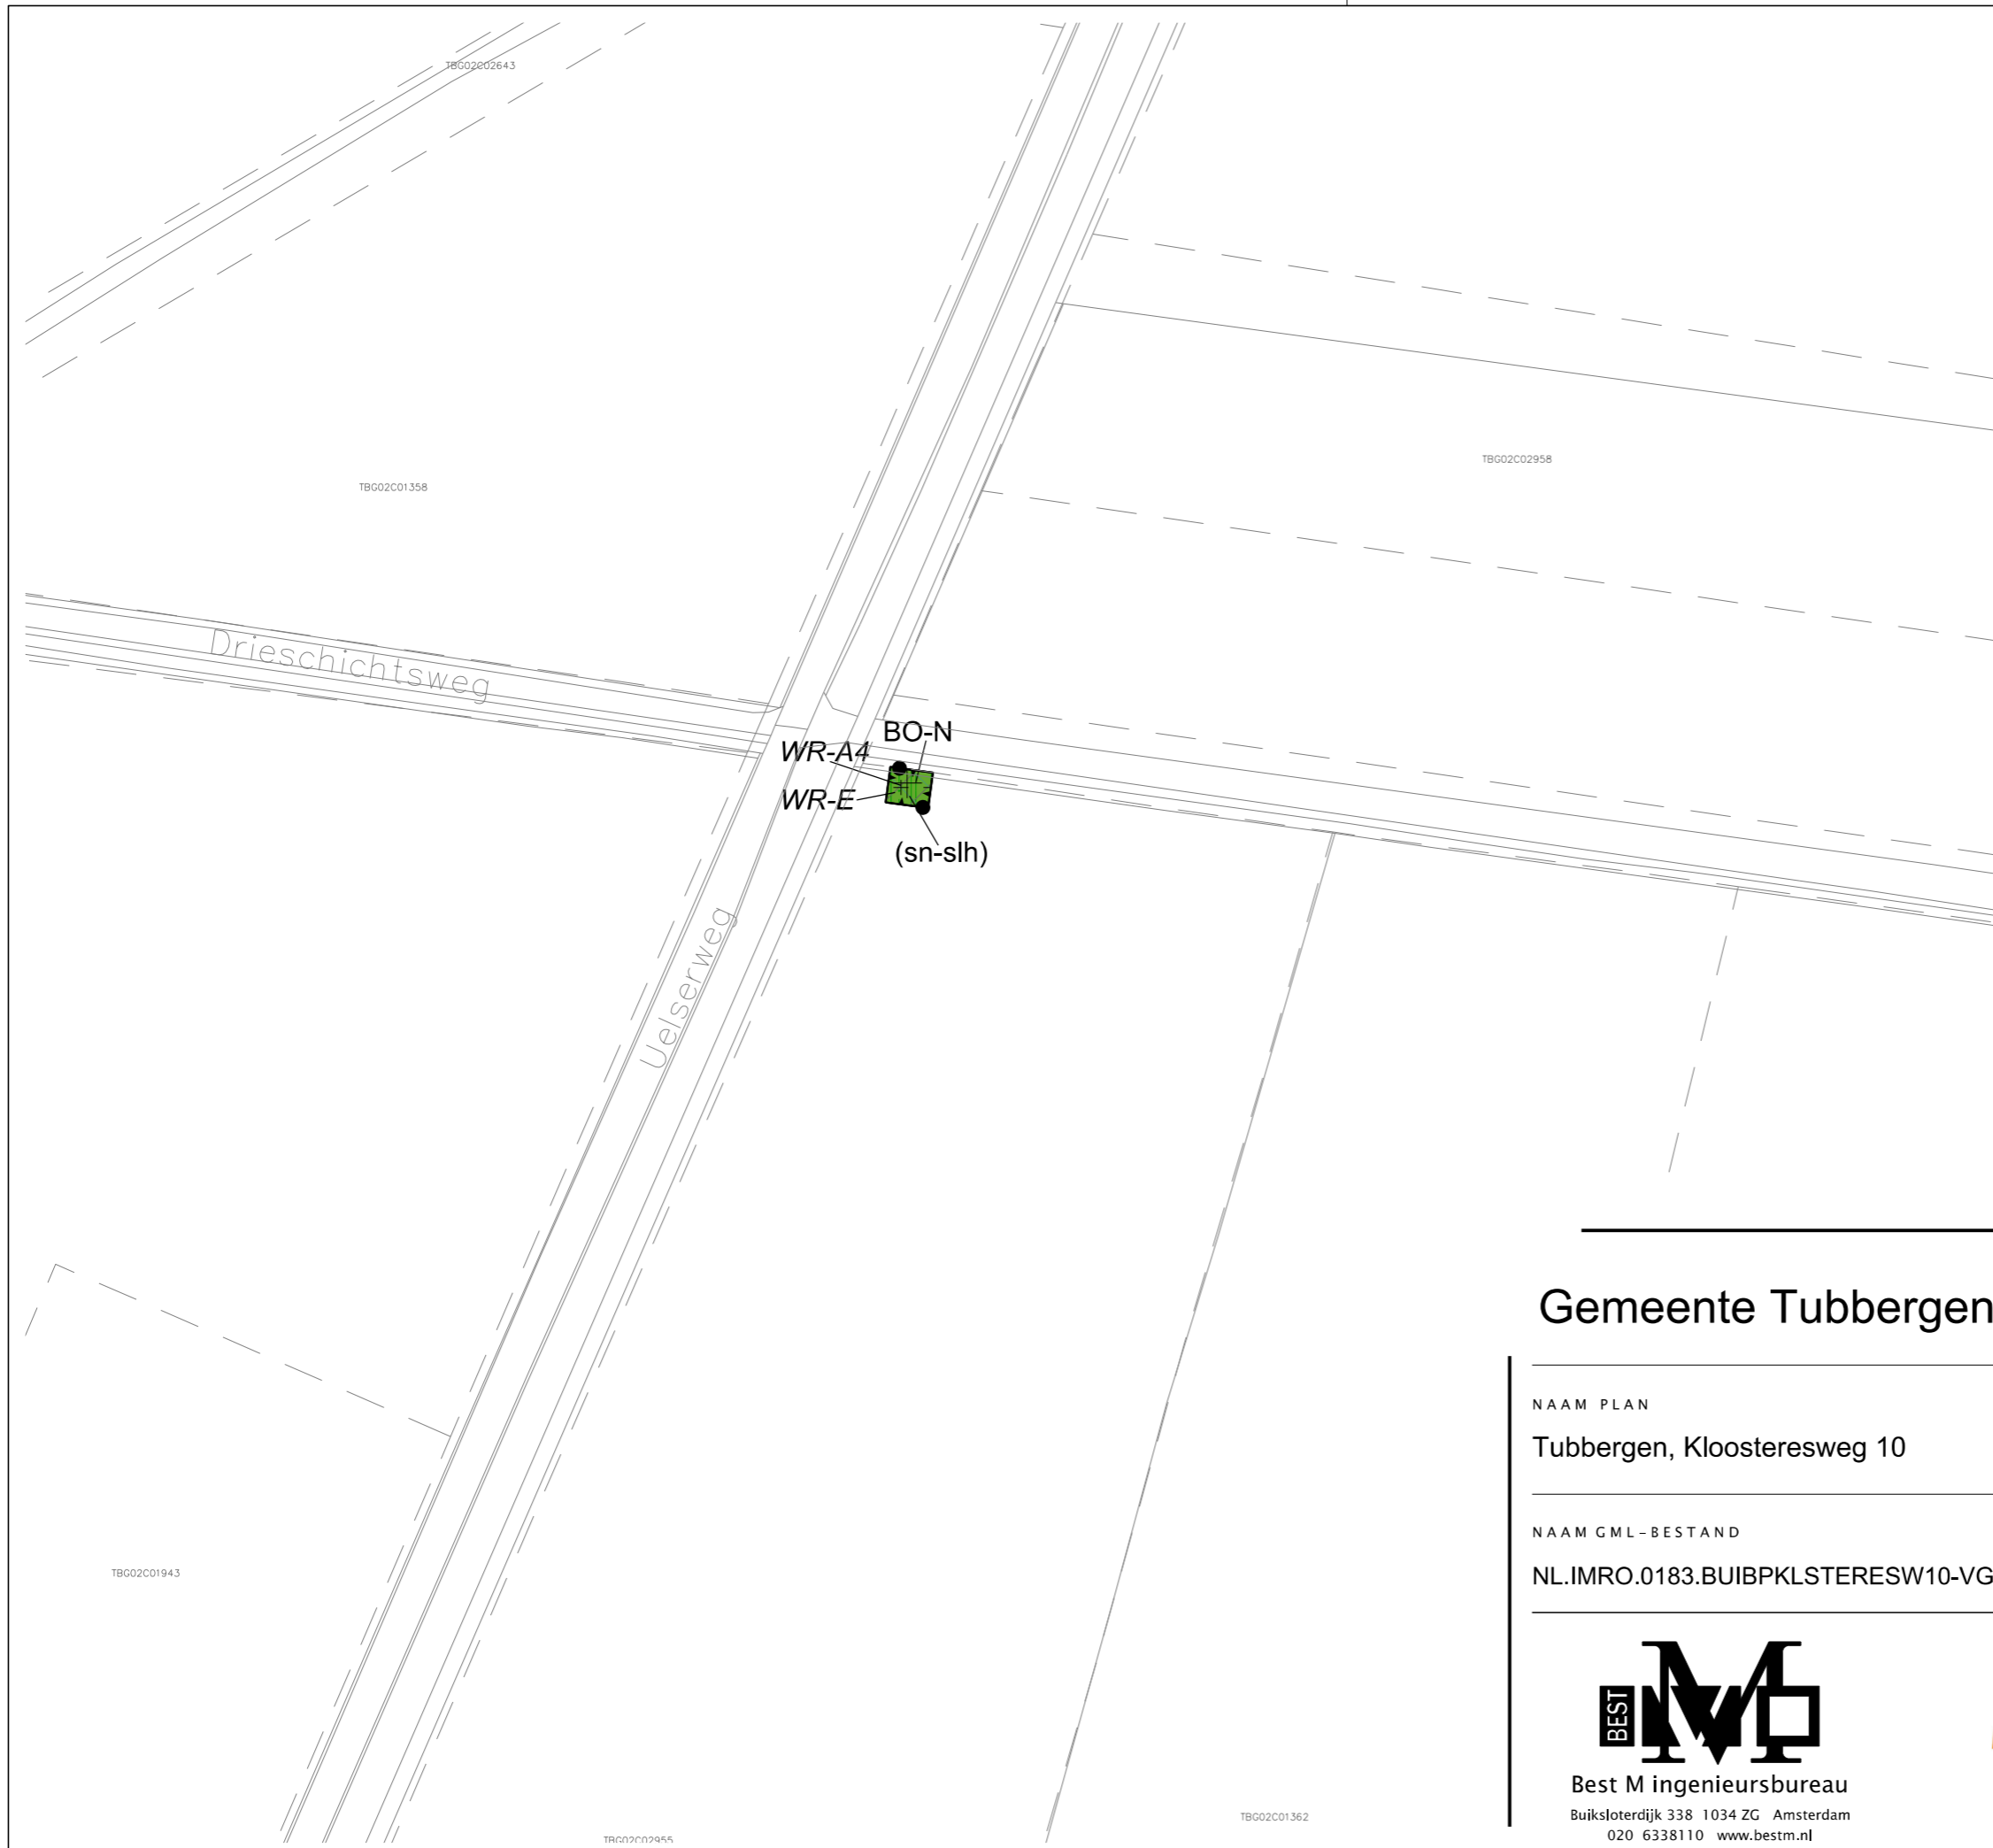 TBG02C02643
TBG02C02958
TBG02C01358
Drieschichtsweg
BO-N
WR-A4
WR-E
(sn-slh)
Uelserweg
Gemeente Tubbergen
NAAM PLAN
Tubbergen, Kloosteresweg 10
NAAM GML-BESTAND
NL.IMRO.0183.BUIBPKLSTERESW10-VG
TBG02C01943
BEST
M
Best M ingenieursbureau
Buiksloterdijk 338 1034 ZG Amsterdam
020 6338110 www.bestm.nl
TBG02C01362
TBG02C02955